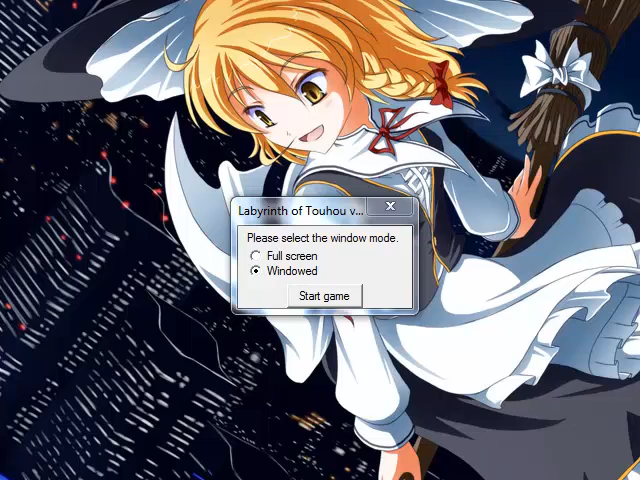 Labyrinth of Touhou v...
Please select the window mode.
Full screen
Windowed
Start game